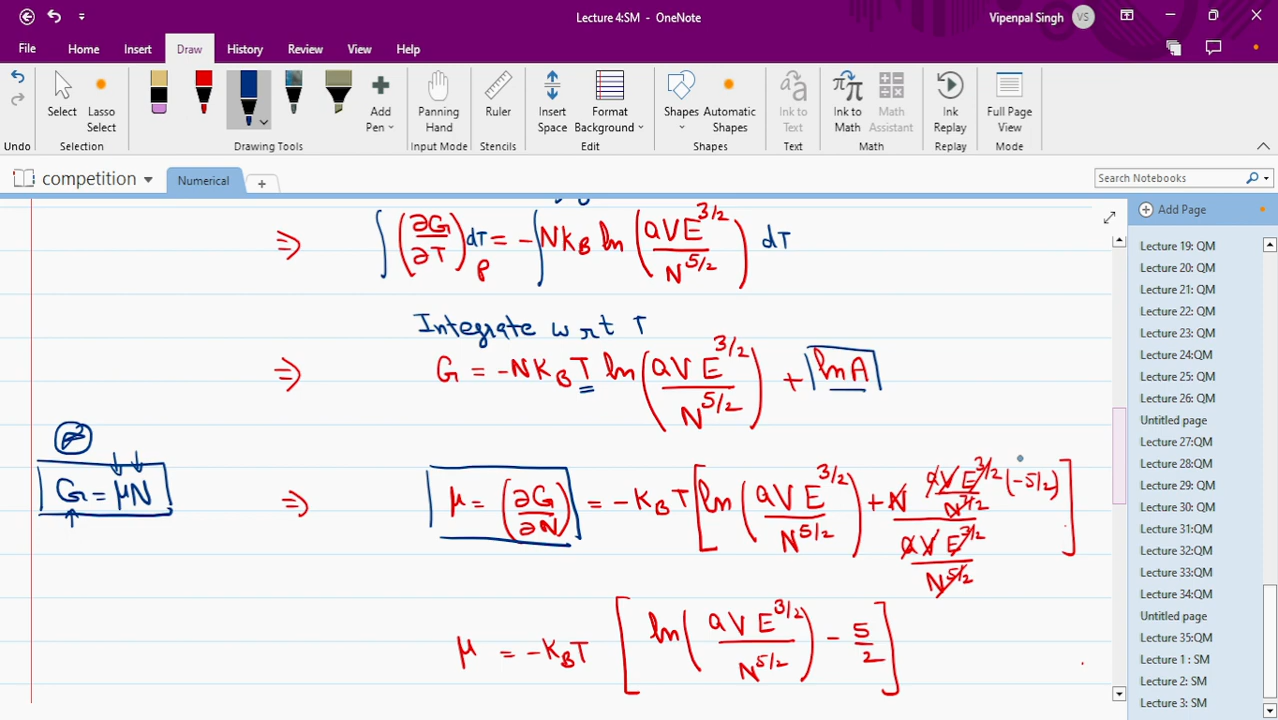 Lecture 4:SM - OneNote
Vipenpal Singh VS
File Home Insert Draw History Review View Help
Undo
Select
Lasso Select
Add Pen
Panning Hand
Ruler
Insert Space
Format Background
Shapes
Automatic Shapes
Ink to Text
Ink to Math
Math Assistant
Ink Replay
Full Page View
Selection Drawing Tools Input Mode Stencils Edit Text Math Replay Mode
competition Numerical + Search Notebooks
Add Page
⇒ ∫(∂G/∂T)_P dT = -∫NK_B ln(aVE^{3/2}/N^{5/2}) dT
Integrate w rt T
⇒ G = -NK_BT ln(aVE^{3/2}/N^{5/2}) + lnA
G = μN
⇒ μ = (∂G/∂N) = -K_BT[ln(aVE^{3/2}/N^{5/2}) + N (aVE^{3/2}/N^{7/2})(-5/2)/(aVE^{3/2}/N^{5/2})]
μ = -K_BT [ln(aVE^{3/2}/N^{5/2}) - 5/2]
Lecture 19: QM
Lecture 20: QM
Lecture 21: QM
Lecture 22: QM
Lecture 23: QM
Lecture 24:QM
Lecture 25: QM
Lecture 26: QM
Untitled page
Lecture 27:QM
Lecture 28: QM
Lecture 29: QM
Lecture 30: QM
Lecture 31:QM
Lecture 32: QM
Lecture 33: QM
Lecture 34: QM
Untitled page
Lecture 35:QM
Lecture 1 : SM
Lecture 2: SM
Lecture 3: SM